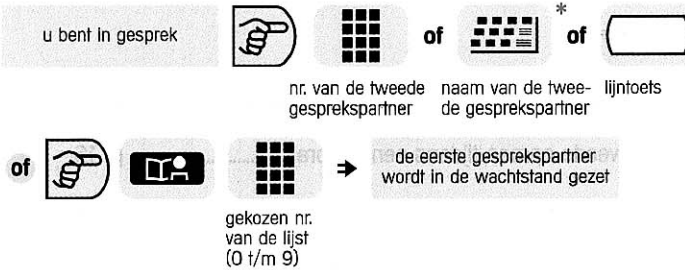 u bent in gesprek
of
*
of
nr. van de tweede
gesprekspartner
naam van de twee-
de gesprekspartner
lijntoets
of
de eerste gesprekspartner
wordt in de wachtstand gezet
gekozen nr.
van de lijst
(0 t/m 9)